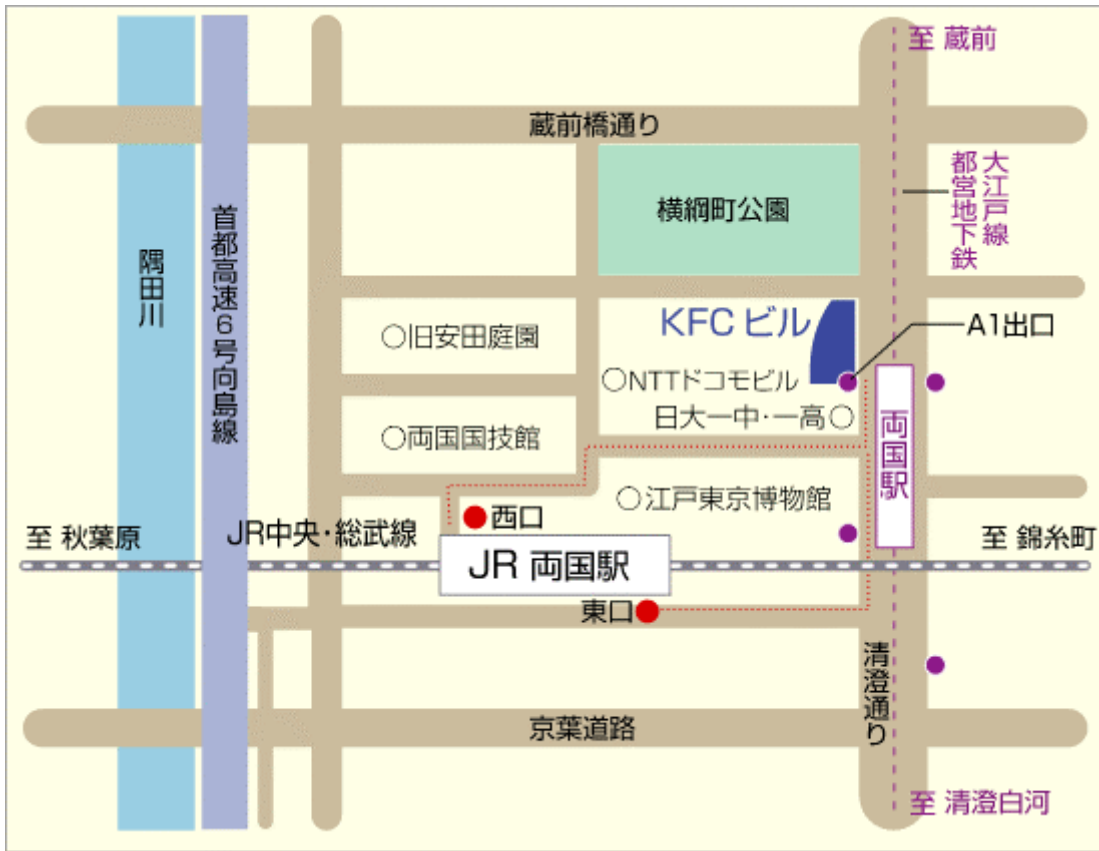 至 蔵前
蔵前橋通り
大江戸線
都営地下鉄
横綱町公園
首都高速6号向島線
隅田川
KFC ビル
A1出口
○旧安田庭園
○NTTドコモビル
日大一中・一高○
○両国国技館
両国駅
○江戸東京博物館
西口
至 秋葉原
JR中央・総武線
至 錦糸町
JR 両国駅
東口
清澄通り
京葉道路
至 清澄白河